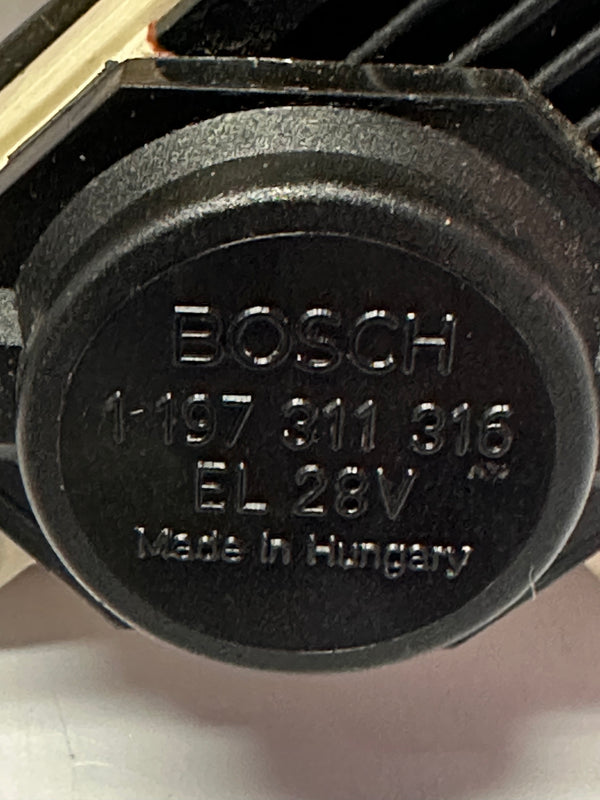 BOSCH
1 197 311 316
EL 28V
Made in Hungary